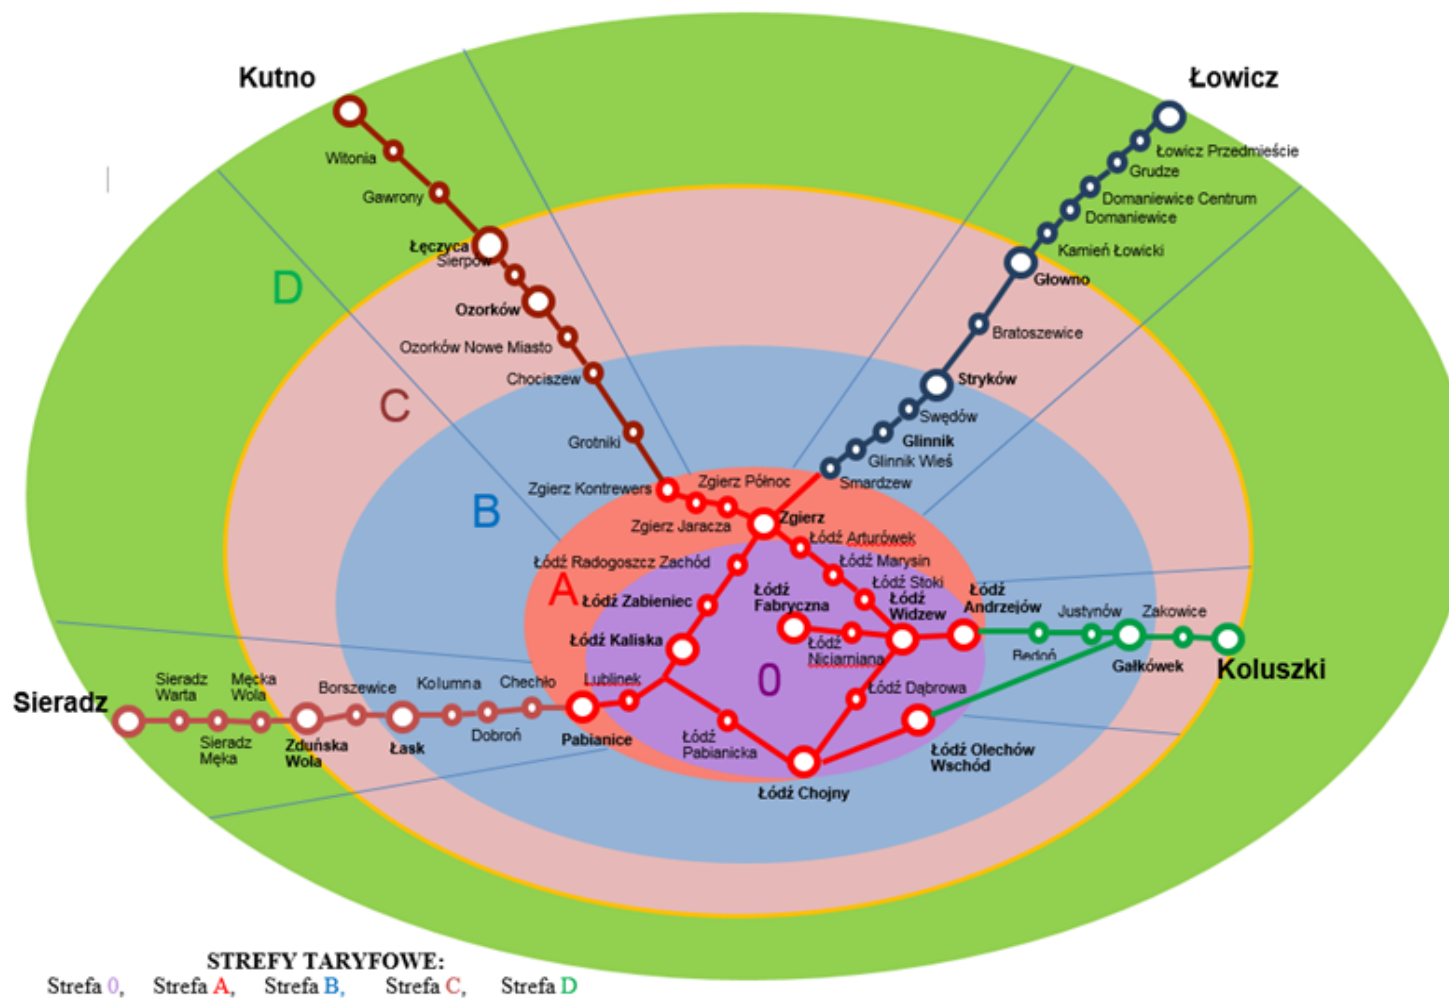 Kutno
Łowicz
Witonia
Łowicz Przedmieście
Grudze
Gawrony
Domaniewice Centrum
Domaniewice
Łęczyca
Sierpów
Kamień Łowicki
D
Głowno
Ozorków
Bratoszewice
Ozorków Nowe Miasto
Chociszew
Stryków
C
Swędów
Grotniki
Glinnik
Glinnik Wieś
Zgierz Północ
Smardzew
Zgierz Kontrewers
B
Zgierz Jaracza
Zgierz
Łódź Arturówek
Łódź Radogoszcz Zachód
Łódź Marysin
Łódź Stoki
A
Łódź Żabieniec
Łódź
Fabryczna
Łódź
Widzew
Łódź
Andrzejów
Justynów
Zakowice
Łódź Kaliska
Łódź
Niciarniana
Bedoń
Gałkówek
Koluszki
Sieradz
Sieradz
Warta
Męcka
Wola
Borszewice
Kolumna
Chechło
Lublinek
0
Łódź Dąbrowa
Sieradz
Męka
Zduńska
Wola
Łask
Dobroń
Pabianice
Łódź
Pabianicka
Łódź Olechów
Wschód
Łódź Chojny
STREFY TARYFOWE:
Strefa 0, Strefa A, Strefa B, Strefa C, Strefa D